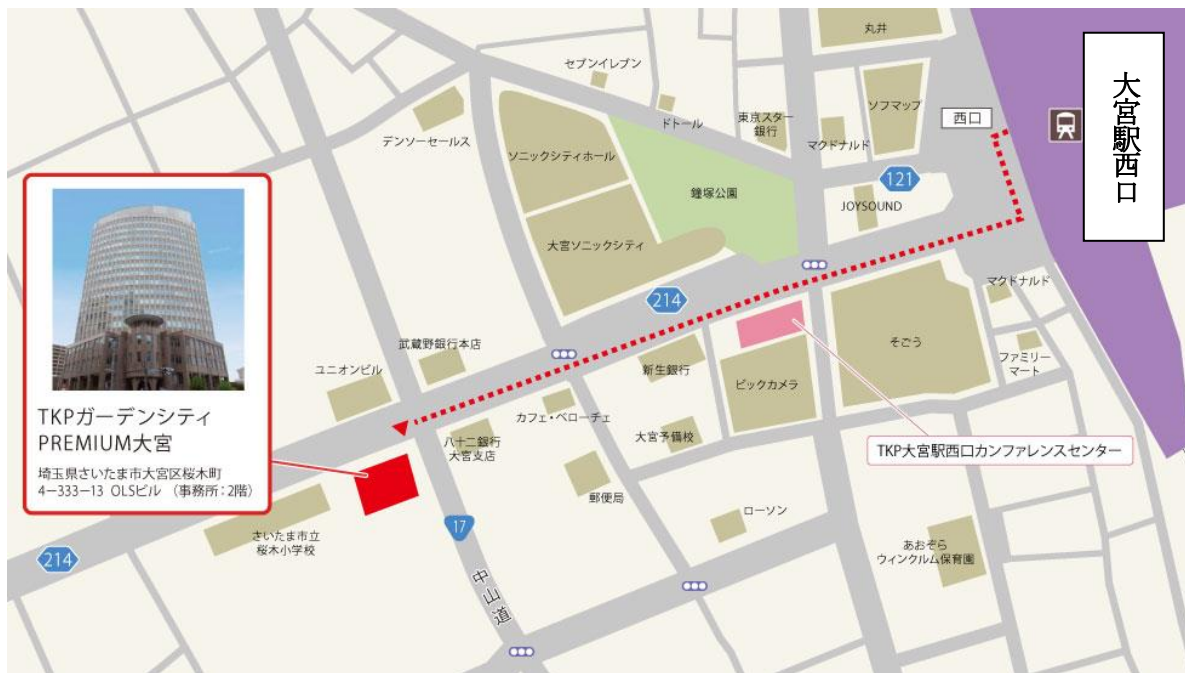 丸井
大宮駅西口
セブンイレブン
ソフマップ
ドトール
東京スター
銀行
西口
デンソーセールス
マクドナルド
ソニックシティホール
121
鐘塚公園
JOYSOUND
大宮ソニックシティ
214
マクドナルド
武蔵野銀行本店
そごう
ファミリー
マート
ユニオンビル
新生銀行
ビックカメラ
カフェ・ベローチェ
TKPガーデンシティ
PREMIUM大宮
埼玉県さいたま市大宮区桜木町
4−333−13 OLSビル （事務所：2階）
八十二銀行
大宮支店
大宮予備校
TKP大宮駅西口カンファレンスセンター
郵便局
ローソン
さいたま市立
桜木小学校
17
あおぞら
ウィンクルム保育園
214
中山道